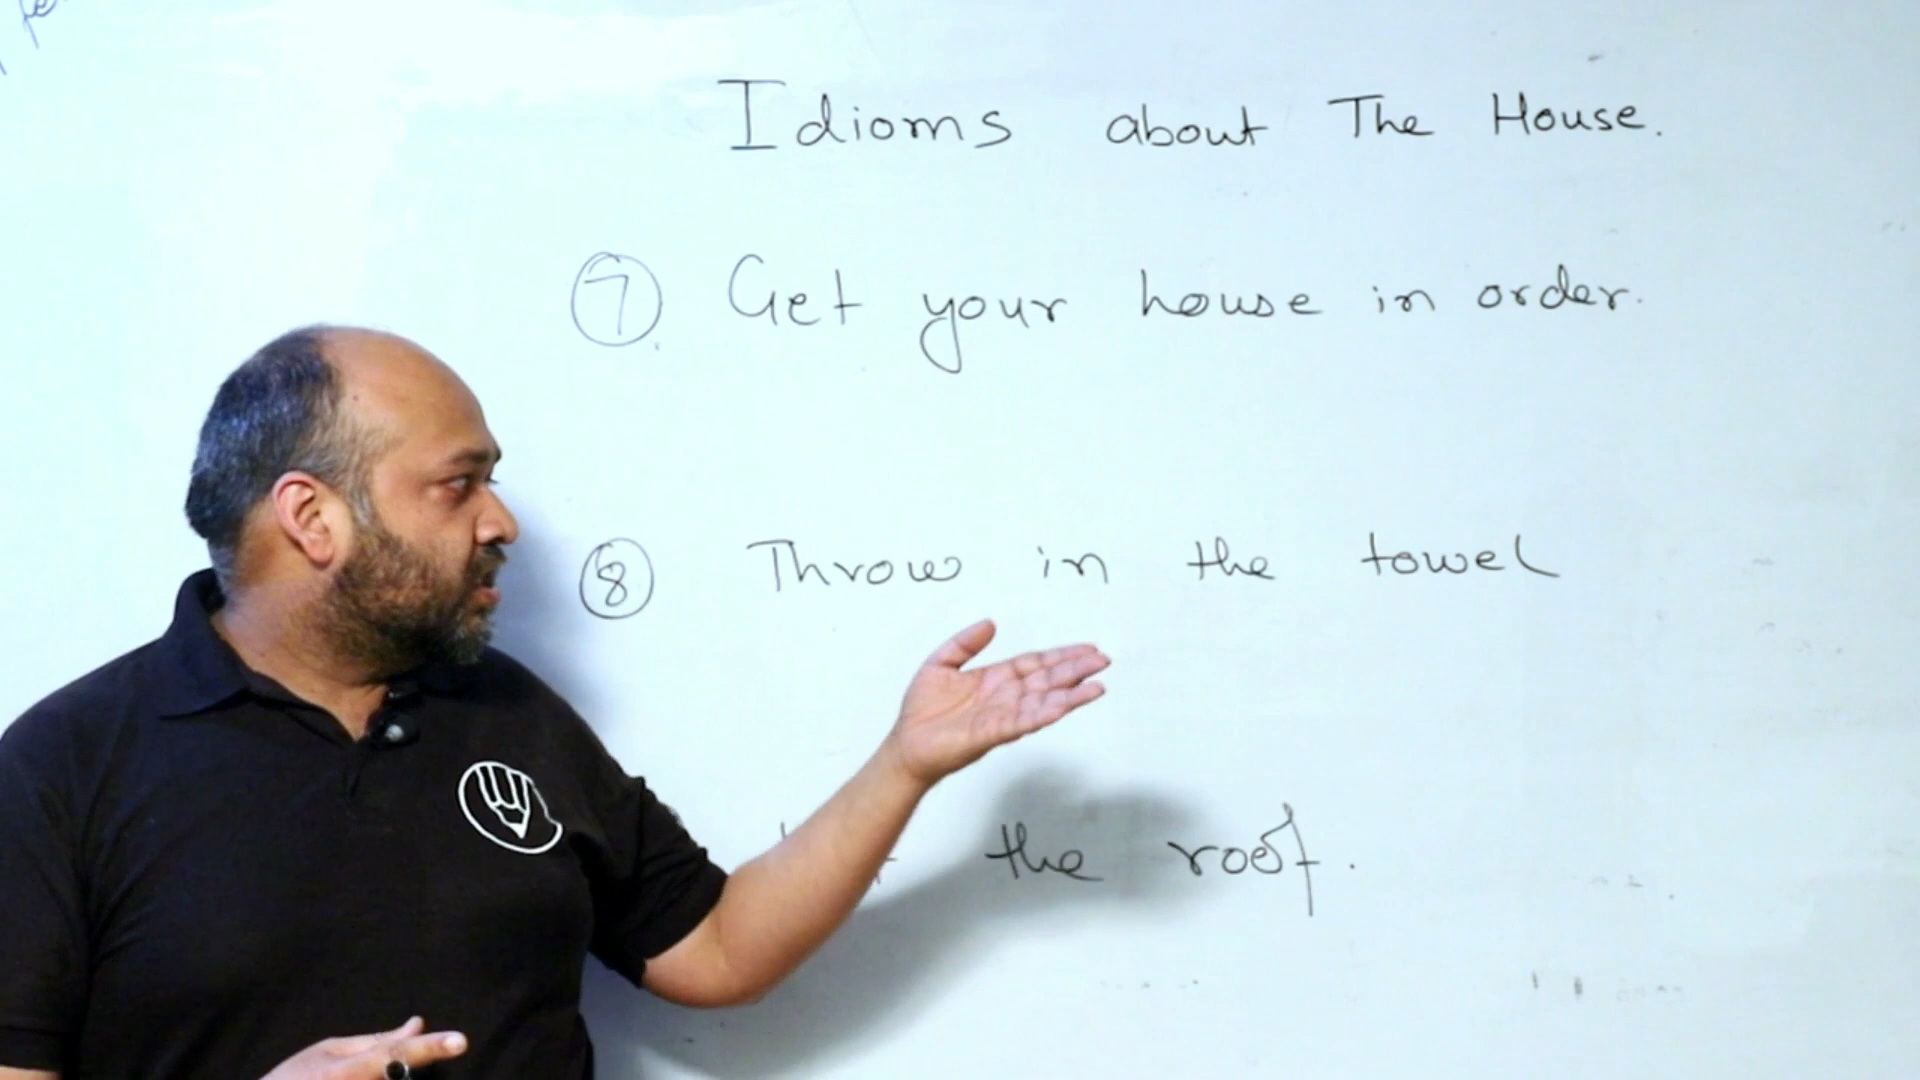 Idioms about The House.
7 Get your house in order.
8 Throw in the towel
the roof.